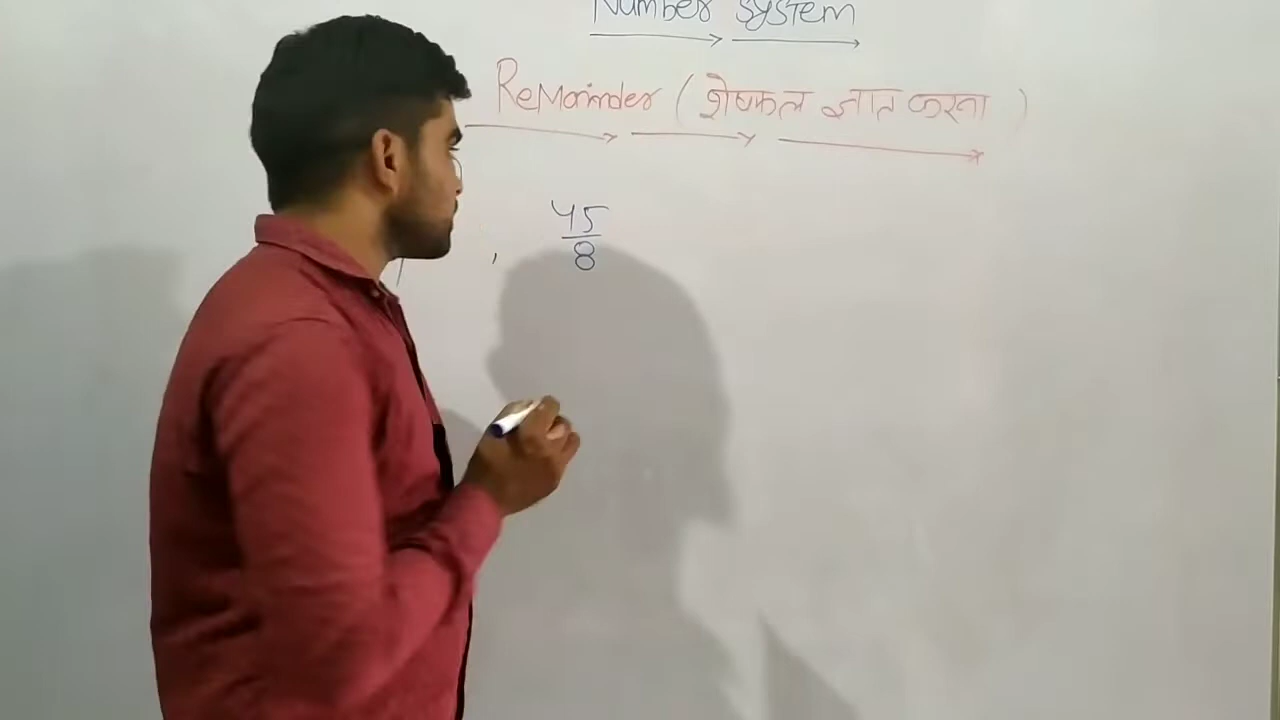 Number System
Remainder (शेषफल ज्ञात करना)
, 45
8